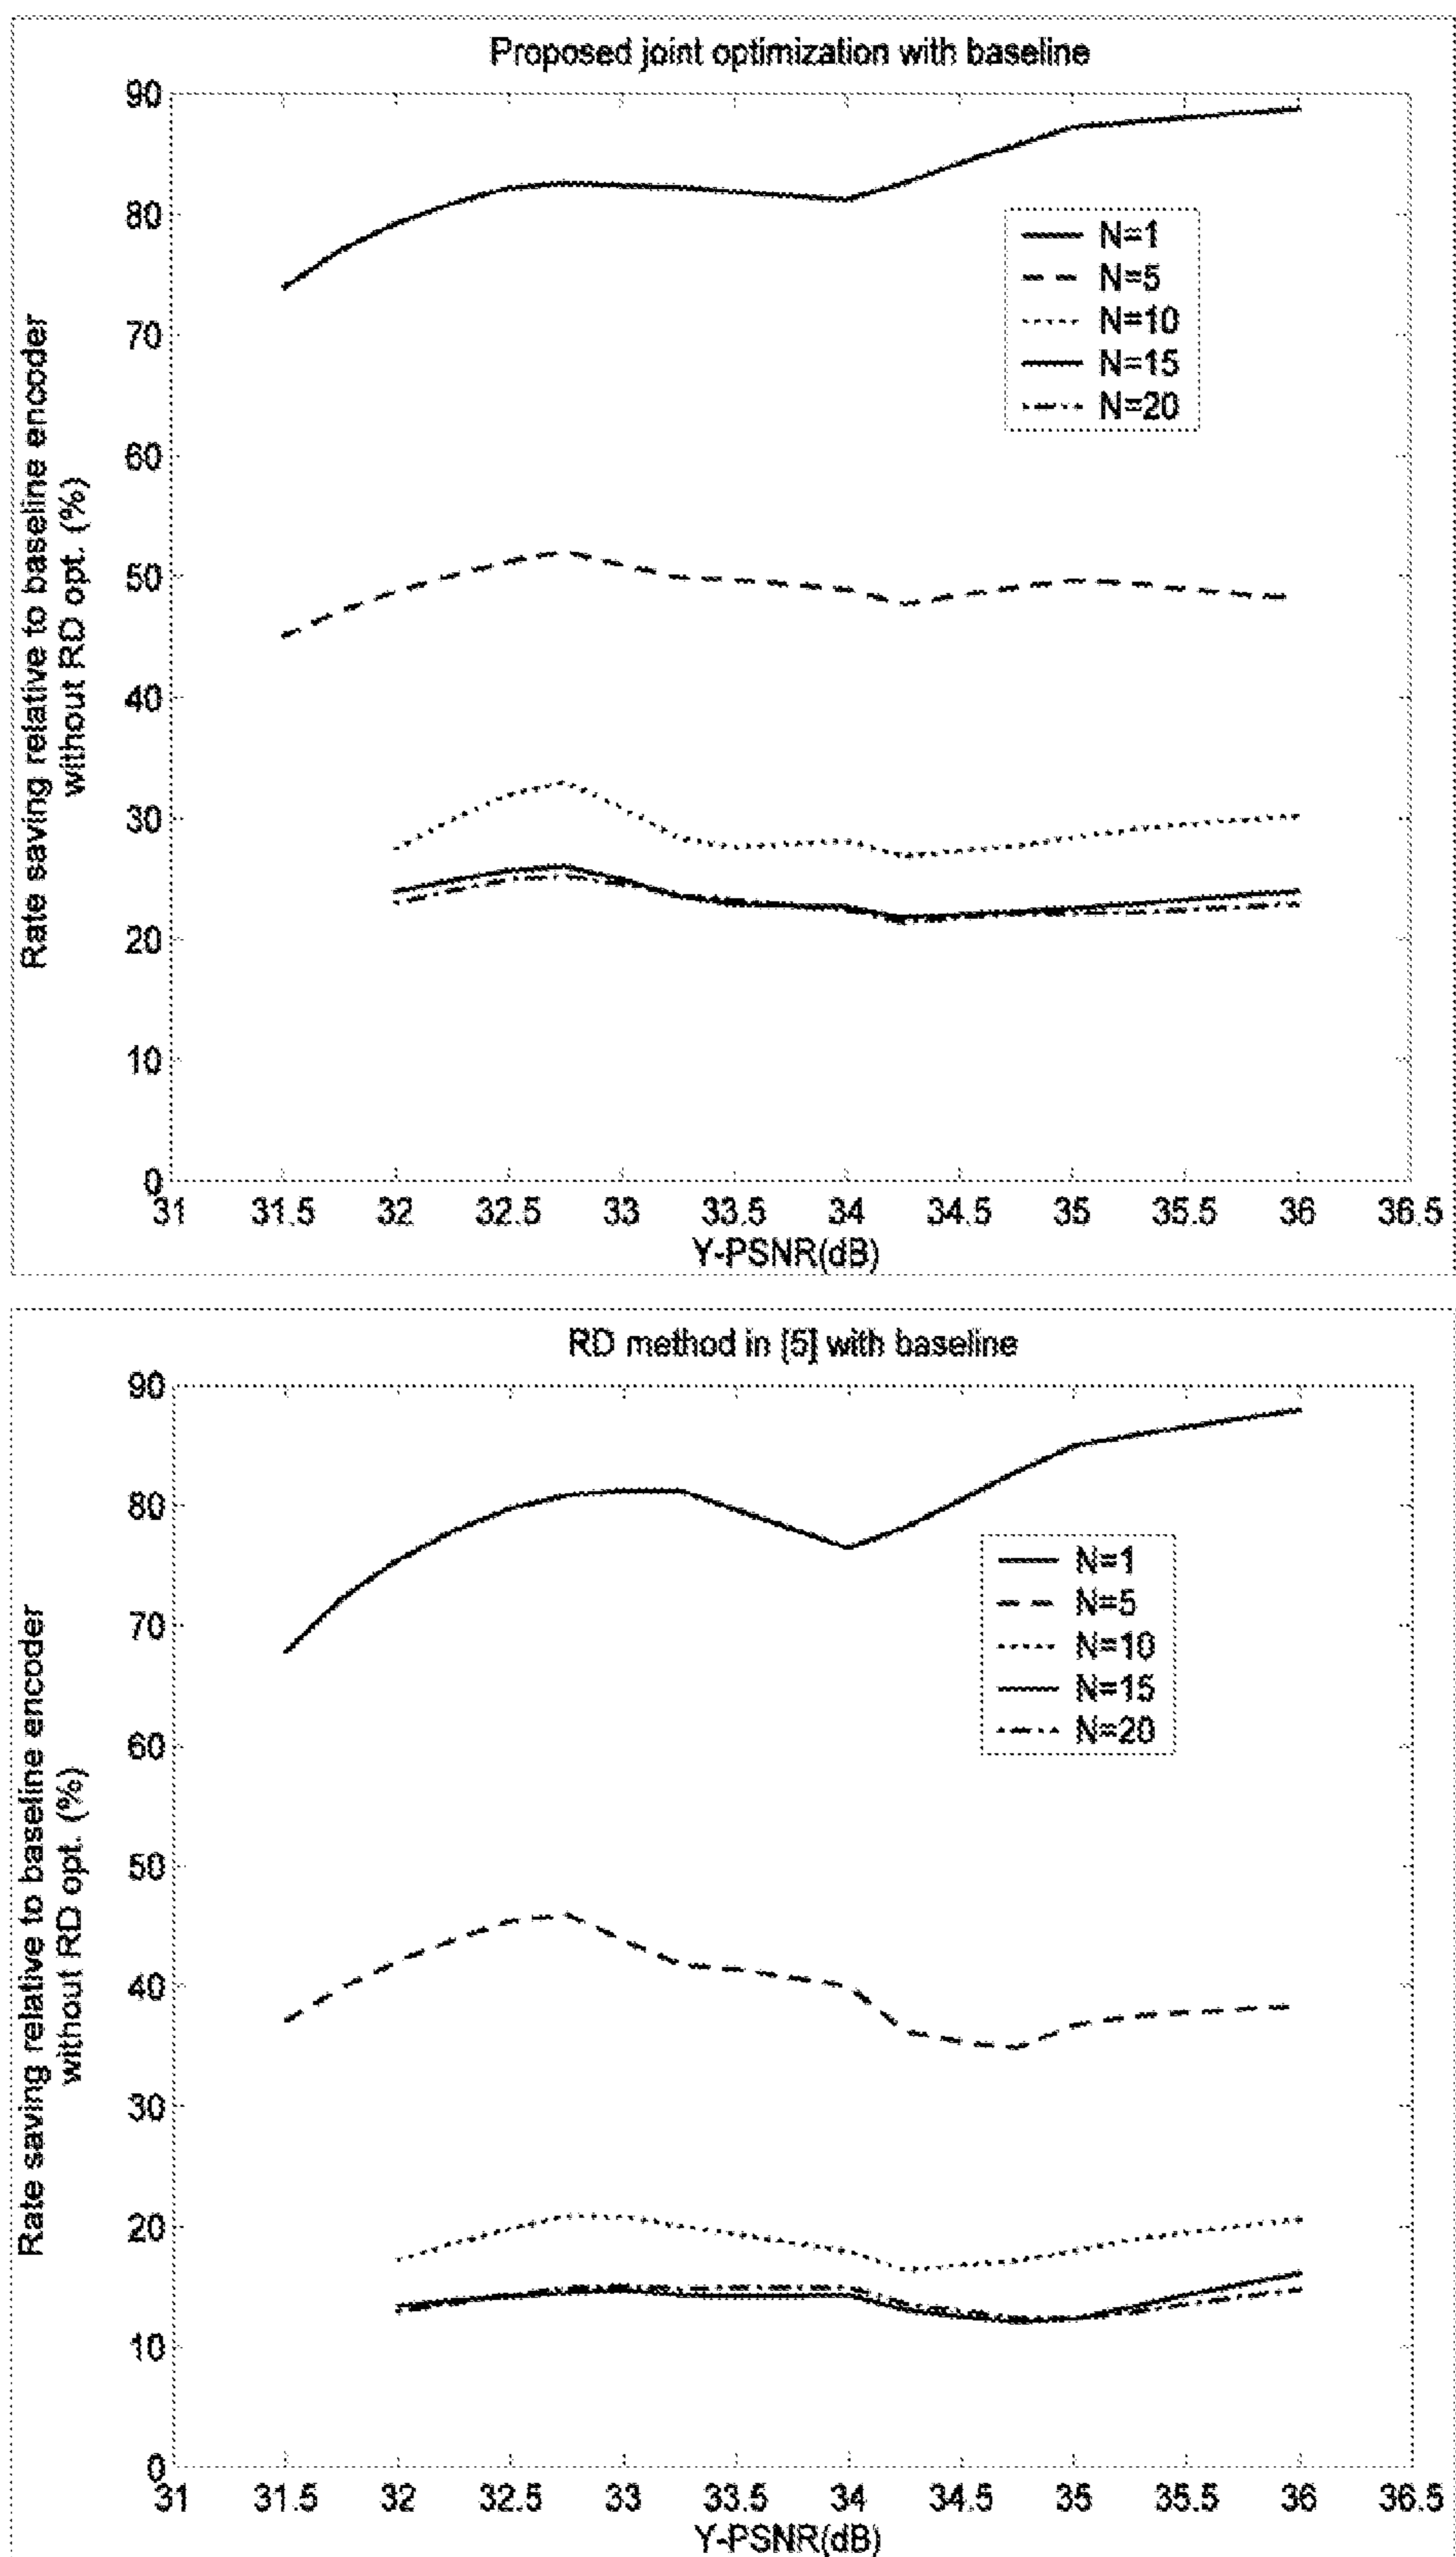 Proposed joint optimization with baseline
90
80
70
60
50
40
30
20
10
0
Rate saving relative to baseline encoder
without RD opt. (%)
N=1
N=5
N=10
N=15
N=20
31 31.5 32 32.5 33 33.5 34 34.5 35 35.5 36 36.5
Y-PSNR(dB)
RD method in [5] with baseline
90
80
70
60
50
40
30
20
10
0
Rate saving relative to baseline encoder
without RD opt. (%)
N=1
N=5
N=10
N=15
N=20
31 31.5 32 32.5 33 33.5 34 34.5 35 35.5 36 36.5
Y-PSNR(dB)